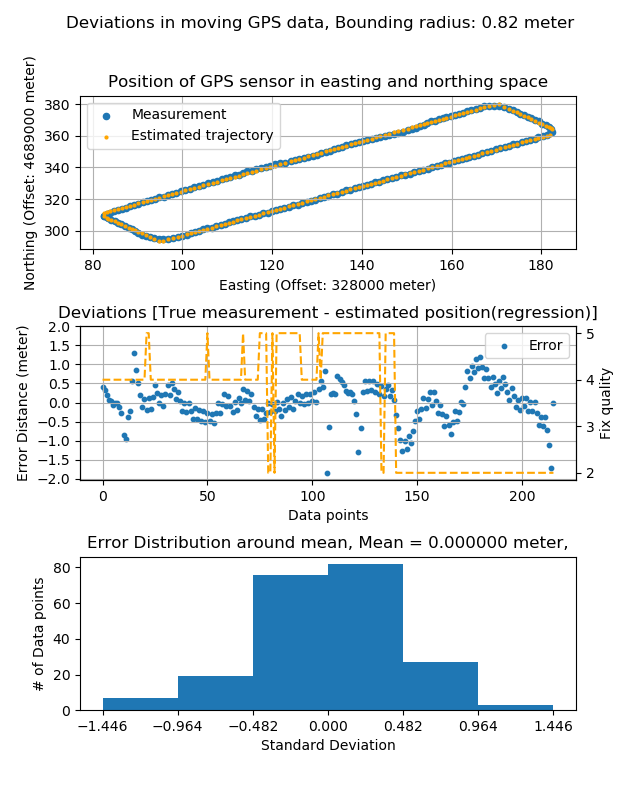 Deviations in moving GPS data, Bounding radius: 0.82 meter
Position of GPS sensor in easting and northing space
Northing (Offset: 4689000 meter)
380
360
340
320
300
Measurement
Estimated trajectory
80 100 120 140 160 180
Easting (Offset: 328000 meter)
Deviations [True measurement - estimated position(regression)]
Error Distance (meter)
2.0
1.5
1.0
0.5
0.0
−0.5
−1.0
−1.5
−2.0
Error
5
4
3
2
Fix quality
0 50 100 150 200
Data points
Error Distribution around mean, Mean = 0.000000 meter,
# of Data points
80
60
40
20
0
−1.446 −0.964 −0.482 0.000 0.482 0.964 1.446
Standard Deviation